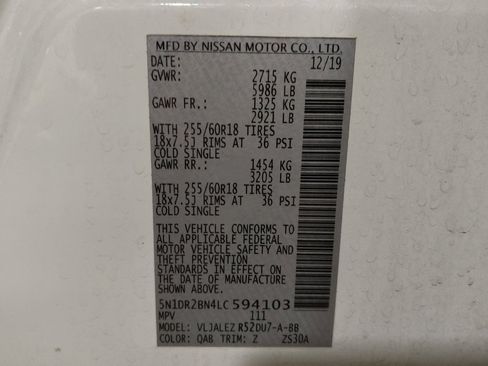 MFD BY NISSAN MOTOR CO., LTD.
DATE: 12/19
GVWR: 2715 KG
5986 LB
GAWR FR.: 1325 KG
2921 LB
WITH 255/60R18 TIRES
18x7.5J RIMS AT 36 PSI
COLD SINGLE
GAWR RR.: 1454 KG
3205 LB
WITH 255/60R18 TIRES
18x7.5J RIMS AT 36 PSI
COLD SINGLE
THIS VEHICLE CONFORMS TO
ALL APPLICABLE FEDERAL
MOTOR VEHICLE SAFETY AND
THEFT PREVENTION
STANDARDS IN EFFECT ON
THE DATE OF MANUFACTURE
SHOWN ABOVE.
5N1DR2BN4LC594103
MPV 111
MODEL: VLJALEZ R52DU7-A-BB
COLOR: QAB TRIM: Z ZS30A